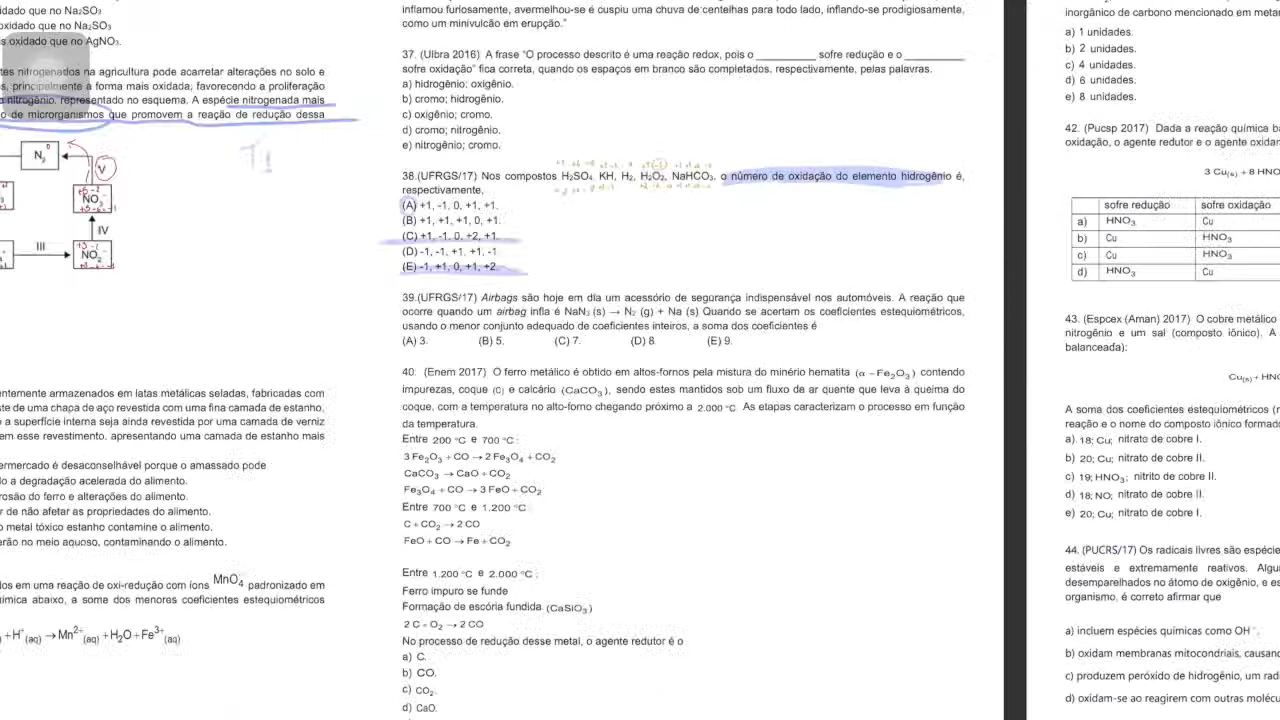 idado que no Na₂SO₂
oxidado que no Na₂SO₃
s oxidado que no AgNO₃.
tes nitrogenados na agricultura pode acarretar alterações no solo e
s, principalmente a forma mais oxidada, favorecendo a proliferação
o nitrogênio, representado no esquema. A espécie nitrogenada mais
o de microrganismos que promovem a reação de redução dessa
N₂
V
NO
IV
III
NO₂⁻
entemente armazenados em latas metálicas seladas, fabricadas com
te de uma chapa de aço revestida com uma fina camada de estanho,
o a superfície interna seja ainda revestida por uma camada de verniz
em esse revestimento, apresentando uma camada de estanho mais
ermercado é desaconselhável porque o amassado pode
do a degradação acelerada do alimento.
rosão do ferro e alterações do alimento.
r de não afetar as propriedades do alimento.
o metal tóxico estanho contamine o alimento.
erão no meio aquoso, contaminando o alimento.
dos em uma reação de oxi-redução com íons MnO₄⁻ padronizado em
uímica abaixo, a some dos menores coeficientes estequiométricos
+H⁺(aq) → Mn²⁺(aq) + H₂O + Fe³⁺(aq)
inflamou furiosamente, avermelhou-se é cuspiu uma chuva de centelhas para todo lado, inflando-se prodigiosamente,
como um minivulcão em erupção."
37. (Ulbra 2016) A frase "O processo descrito é uma reação redox, pois o __________ sofre redução e o __________
sofre oxidação" fica correta, quando os espaços em branco são completados, respectivamente, pelas palavras.
a) hidrogênio; oxigênio.
b) cromo; hidrogênio.
c) oxigênio; cromo.
d) cromo; nitrogênio.
e) nitrogênio; cromo.
38.(UFRGS/17) Nos compostos H₂SO₄, KH, H₂, H₂O₂, NaHCO₃, o número de oxidação do elemento hidrogênio é,
respectivamente,
(A) +1, -1, 0, +1, +1.
(B) +1, +1, +1, 0, +1.
(C) +1, -1, 0, +2, +1.
(D) -1, -1, +1, +1, -1
(E) -1, +1, 0, +1, +2.
39.(UFRGS/17) Airbags são hoje em dia um acessório de segurança indispensável nos automóveis. A reação que
ocorre quando um airbag infla é NaN₃ (s) → N₂ (g) + Na (s) Quando se acertam os coeficientes estequiométricos,
usando o menor conjunto adequado de coeficientes inteiros, a soma dos coeficientes é
(A) 3. (B) 5. (C) 7. (D) 8. (E) 9.
40. (Enem 2017) O ferro metálico é obtido em altos-fornos pela mistura do minério hematita (α – Fe₂O₃) contendo
impurezas, coque (C) e calcário (CaCO₃), sendo estes mantidos sob um fluxo de ar quente que leva à queima do
coque, com a temperatura no alto-forno chegando próximo a 2.000 °C. As etapas caracterizam o processo em função
da temperatura.
Entre 200 °C e 700 °C :
3 Fe₂O₃ + CO → 2 Fe₃O₄ + CO₂
CaCO₃ → CaO + CO₂
Fe₃O₄ + CO → 3 FeO + CO₂
Entre 700 °C e 1.200 °C :
C + CO₂ → 2 CO
FeO + CO → Fe + CO₂
Entre 1.200 °C e 2.000 °C :
Ferro impuro se funde
Formação de escória fundida (CaSiO₃)
2 C + O₂ → 2 CO
No processo de redução desse metal, o agente redutor é o
a) C.
b) CO.
c) CO₂.
d) CaO.
inorgânico de carbono mencionado em meta
a) 1 unidades.
b) 2 unidades.
c) 4 unidades.
d) 6 unidades.
e) 8 unidades.
42. (Pucsp 2017) Dada a reação química ba
oxidação, o agente redutor e o agente oxidan
3 Cu(s) + 8 HNO
sofre redução sofre oxidação
a) HNO₃ Cu
b) Cu HNO₃
c) Cu HNO₃
d) HNO₃ Cu
43. (Espcex (Aman) 2017) O cobre metálico
nitrogênio e um sal (composto iônico). A
balanceada):
Cu(s) + HNO
A soma dos coeficientes estequiométricos (n
reação e o nome do composto iônico formado
a) 18; Cu; nitrato de cobre I.
b) 20; Cu; nitrato de cobre II.
c) 19; HNO₃; nitrito de cobre II.
d) 18; NO; nitrato de cobre II.
e) 20; Cu; nitrato de cobre I.
44. (PUCRS/17) Os radicais livres são espécie
estáveis e extremamente reativos. Algun
desemparelhados no átomo de oxigênio, e es
organismo, é correto afirmar que
a) incluem espécies químicas como OH⁻.
b) oxidam membranas mitocondriais, causand
c) produzem peróxido de hidrogênio, um radi
d) oxidam-se ao reagirem com outras molécu